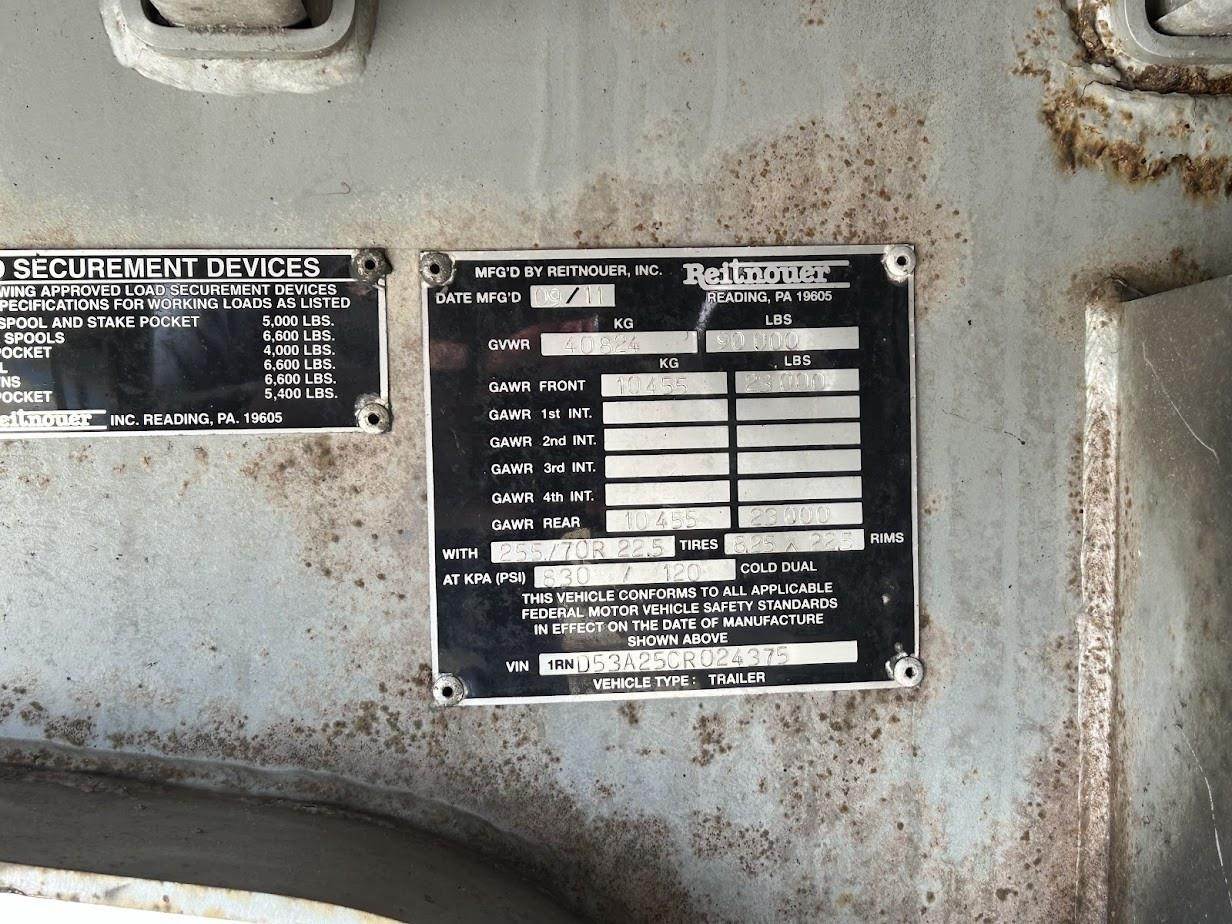 D SECUREMENT DEVICES
WING APPROVED LOAD SECUREMENT DEVICES
PECIFICATIONS FOR WORKING LOADS AS LISTED
SPOOL AND STAKE POCKET 5,000 LBS.
SPOOLS 6,600 LBS.
POCKET 4,000 LBS.
L 6,600 LBS.
NS 6,600 LBS.
POCKET 5,400 LBS.
eitnouer INC. READING, PA. 19605
MFG'D BY REITNOUER, INC. Reitnouer
DATE MFG'D 09/11 READING, PA 19605
KG LBS
GVWR 40824 90 000
KG LBS
GAWR FRONT 10455 23000
GAWR 1st INT.
GAWR 2nd INT.
GAWR 3rd INT.
GAWR 4th INT.
GAWR REAR 10455 23000
WITH 255/70R 22.5 TIRES 8.25 X 22.5 RIMS
AT KPA (PSI) 830 / 120 COLD DUAL
THIS VEHICLE CONFORMS TO ALL APPLICABLE
FEDERAL MOTOR VEHICLE SAFETY STANDARDS
IN EFFECT ON THE DATE OF MANUFACTURE
SHOWN ABOVE
VIN 1RND53A25CR024375
VEHICLE TYPE: TRAILER